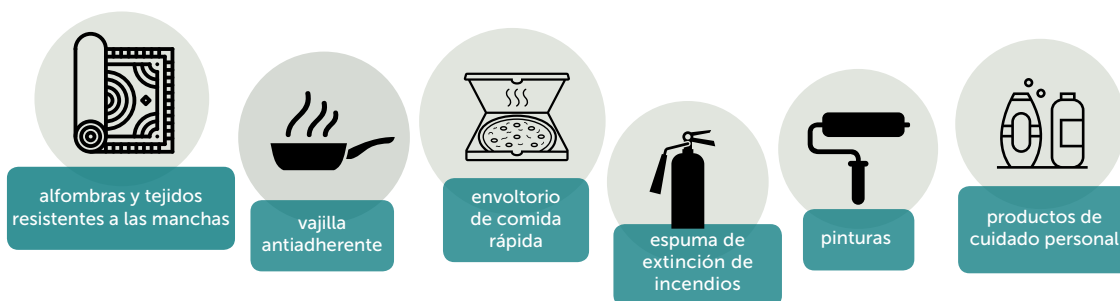 alfombras y tejidos
resistentes a las manchas
vajilla
antiadherente
envoltorio
de comida
rápida
espuma de
extinción de
incendios
pinturas
productos de
cuidado personal